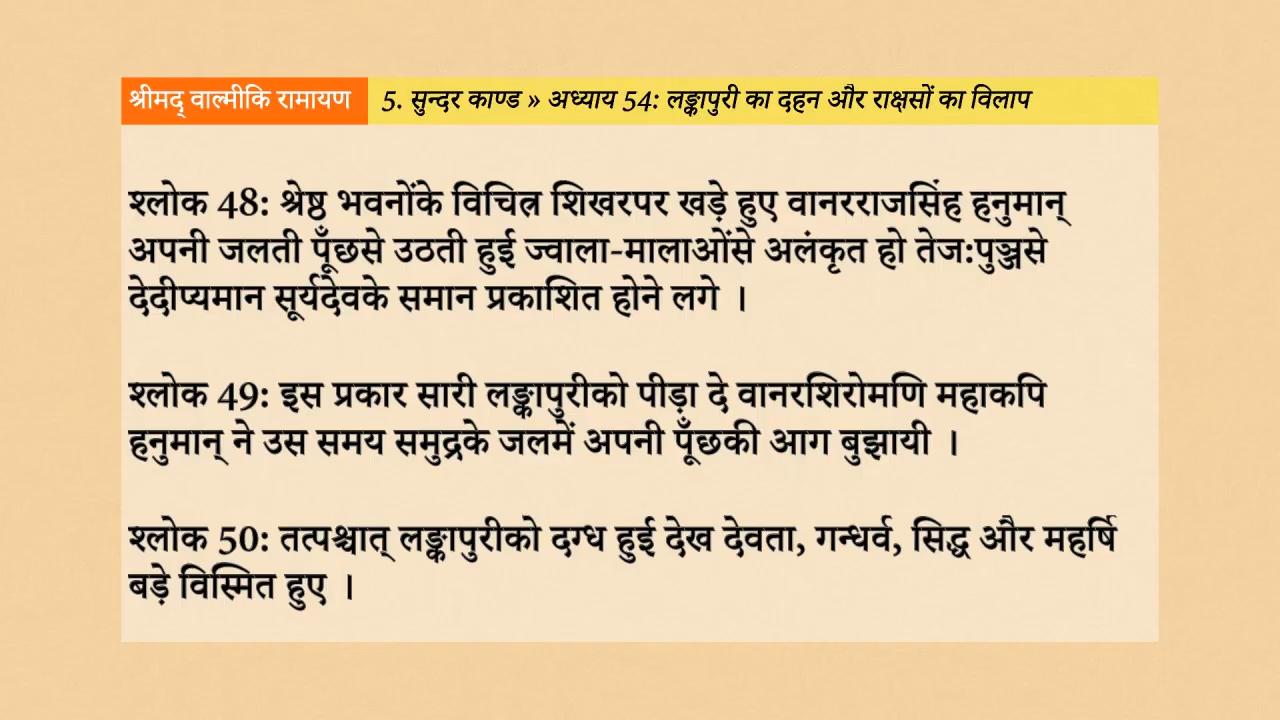 श्रीमद् वाल्मीकि रामायण 5. सुन्दर काण्ड » अध्याय 54: लङ्कापुरी का दहन और राक्षसों का विलाप
श्लोक 48: श्रेष्ठ भवनोंके विचित्र शिखरपर खड़े हुए वानरराजसिंह हनुमान्
अपनी जलती पूँछसे उठती हुई ज्वाला-मालाओंसे अलंकृत हो तेज:पुञ्जसे
देदीप्यमान सूर्यदेवके समान प्रकाशित होने लगे ।
श्लोक 49: इस प्रकार सारी लङ्कापुरीको पीड़ा दे वानरशिरोमणि महाकपि
हनुमान् ने उस समय समुद्रके जलमें अपनी पूँछकी आग बुझायी ।
श्लोक 50: तत्पश्चात् लङ्कापुरीको दग्ध हुई देख देवता, गन्धर्व, सिद्ध और महर्षि
बड़े विस्मित हुए ।